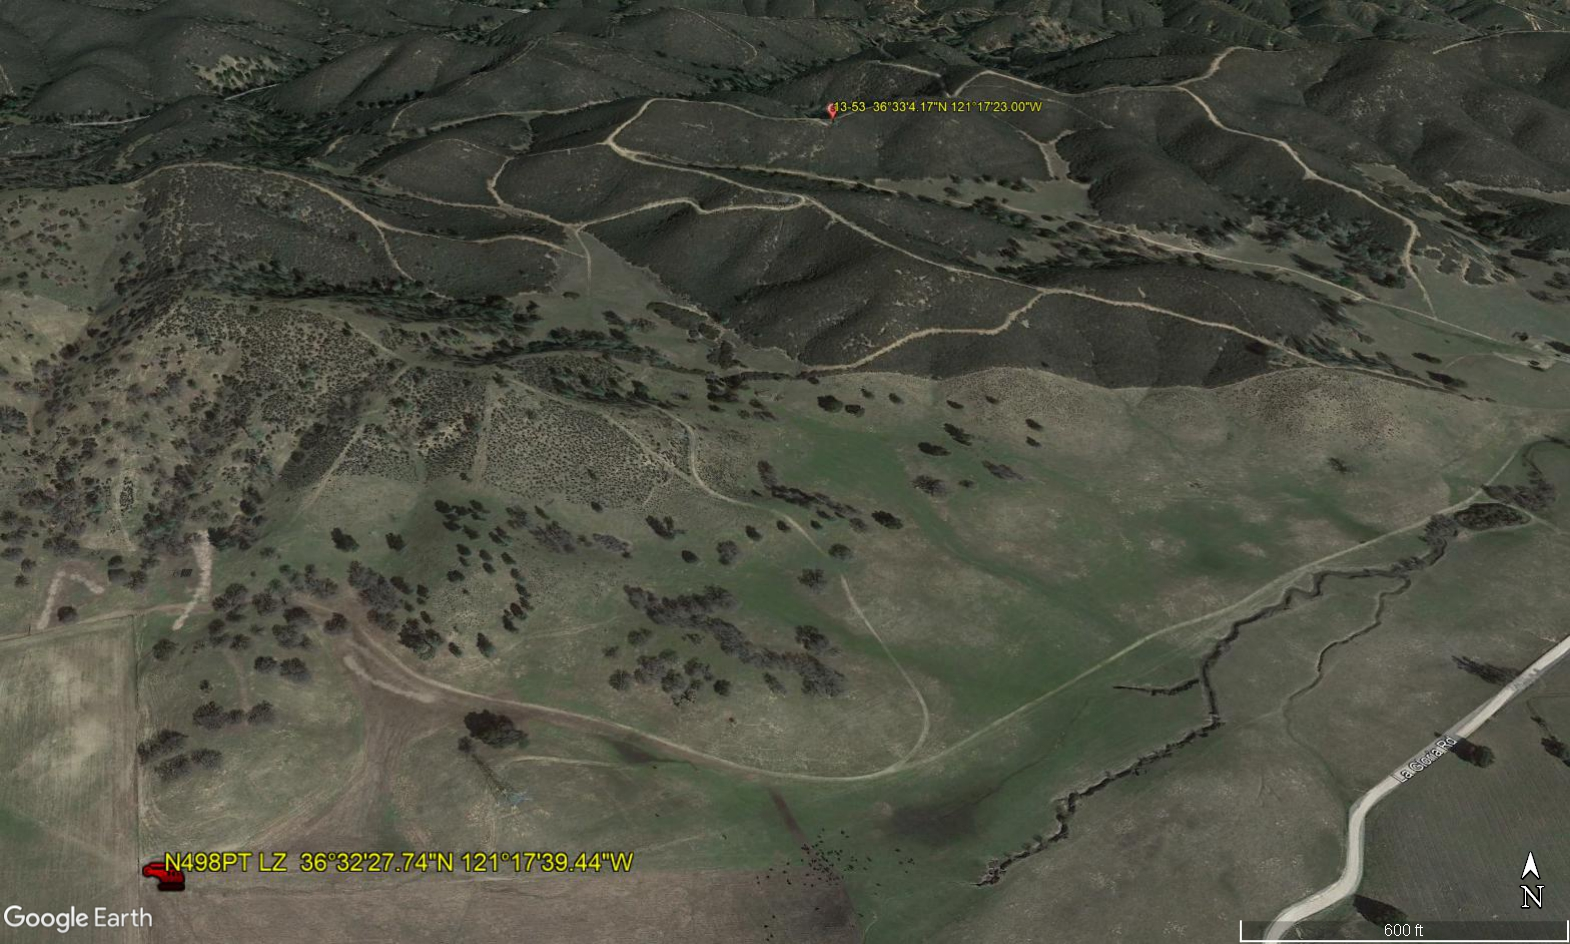 13-53 36°33'4.17"N 121°17'23.00"W
La Gloria Rd
N498PT LZ 36°32'27.74"N 121°17'39.44"W
N
Google Earth
600 ft